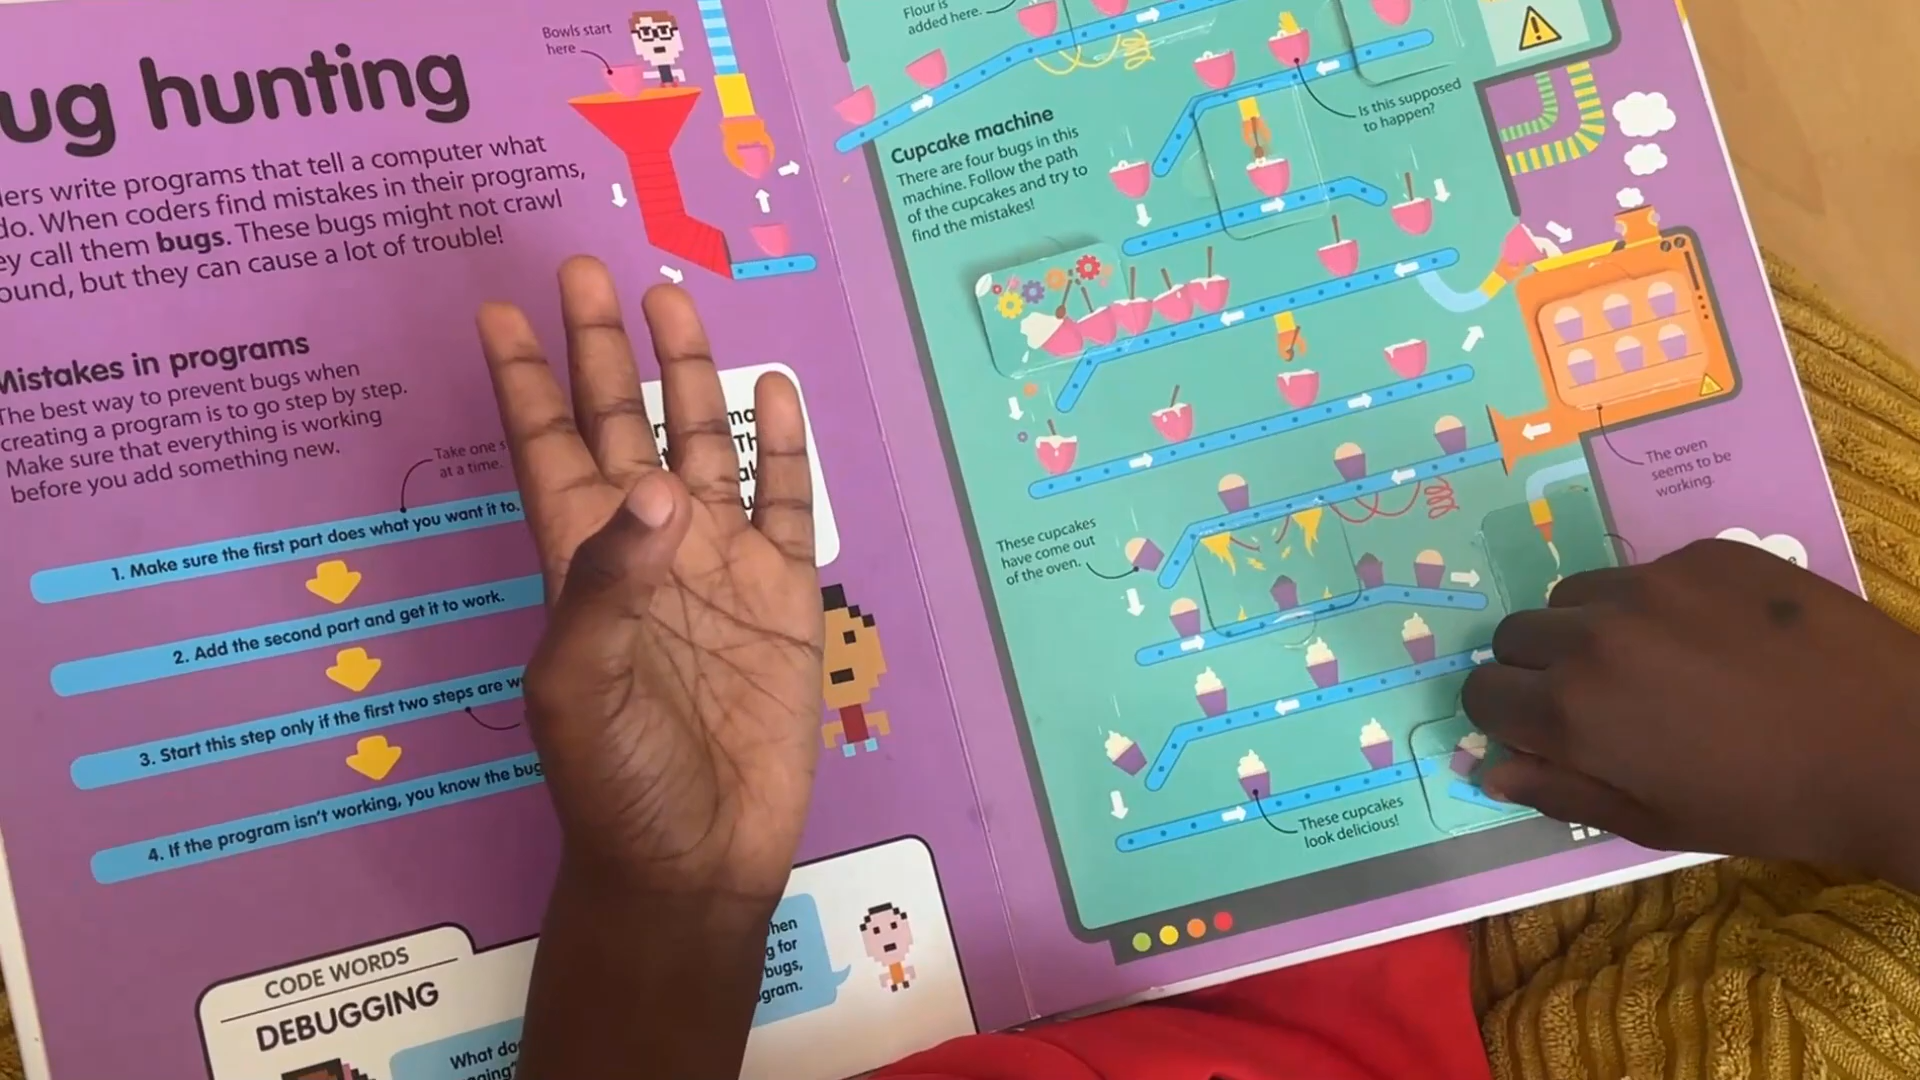 ug hunting
Bowls start
here
ers write programs that tell a computer what
do. When coders find mistakes in their programs,
ey call them bugs. These bugs might not crawl
ound, but they can cause a lot of trouble!
Mistakes in programs
The best way to prevent bugs when
creating a program is to go step by step.
Make sure that everything is working
before you add something new.
Take one s
at a time.
1. Make sure the first part does what you want it to.
2. Add the second part and get it to work.
3. Start this step only if the first two steps are w
4. If the program isn't working, you know the bug
CODE WORDS
DEBUGGING
What do
hen
g for
bugs,
gram.
Flour is
added here.
Cupcake machine
There are four bugs in this
machine. Follow the path
of the cupcakes and try to
find the mistakes!
Is this supposed
to happen?
The oven
seems to be
working.
These cupcakes
have come out
of the oven.
These cupcakes
look delicious!